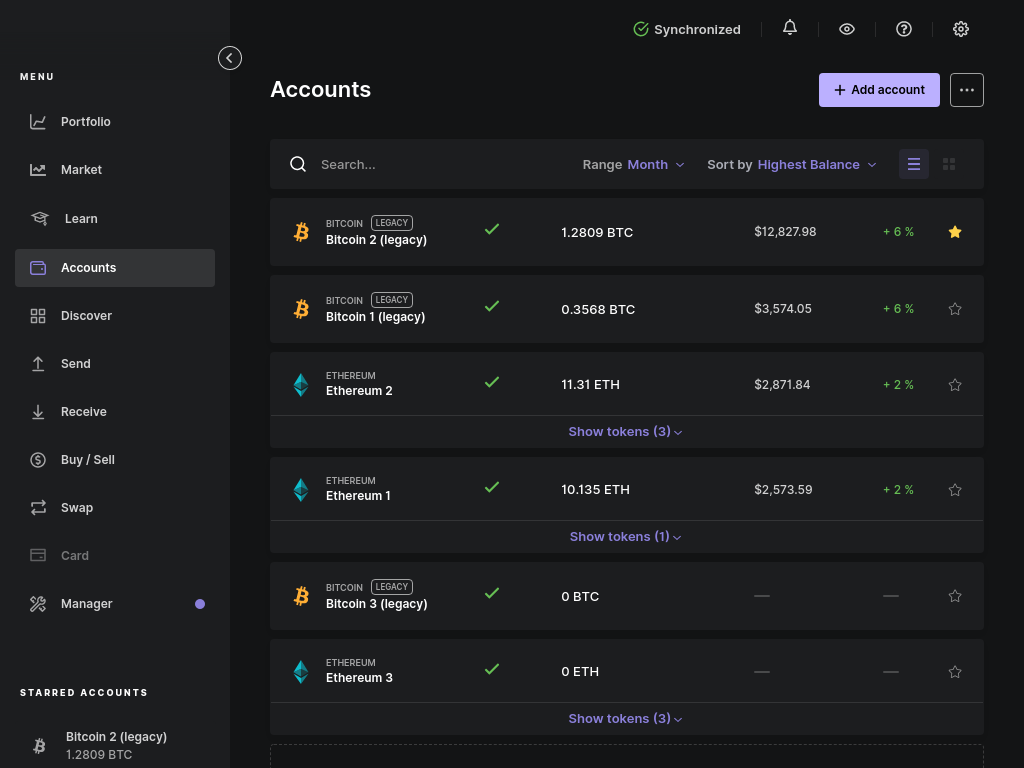 Synchronized
MENU
Portfolio
Market
Learn
Accounts
Discover
Send
Receive
Buy / Sell
Swap
Card
Manager
STARRED ACCOUNTS
Bitcoin 2 (legacy)
1.2809 BTC
Accounts
+ Add account
Search...
Range Month
Sort by Highest Balance
BITCOIN LEGACY
Bitcoin 2 (legacy)
1.2809 BTC
$12,827.98
+ 6 %
BITCOIN LEGACY
Bitcoin 1 (legacy)
0.3568 BTC
$3,574.05
+ 6 %
ETHEREUM
Ethereum 2
11.31 ETH
$2,871.84
+ 2 %
Show tokens (3)
ETHEREUM
Ethereum 1
10.135 ETH
$2,573.59
+ 2 %
Show tokens (1)
BITCOIN LEGACY
Bitcoin 3 (legacy)
0 BTC
—
—
ETHEREUM
Ethereum 3
0 ETH
—
—
Show tokens (3)